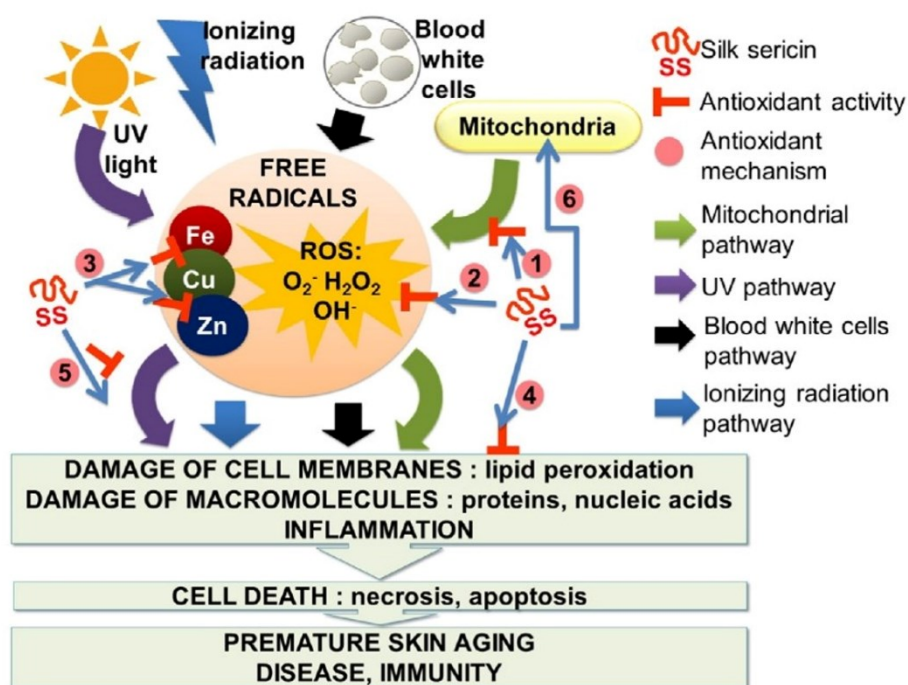 Ionizing
radiation
Blood
white
cells
UV
light
Mitochondria
FREE
RADICALS
Fe
Cu
Zn
ROS:
O₂⁻ H₂O₂
OH⁻
3
SS
5
6
1
2
SS
4
SS
Silk sericin
Antioxidant activity
Antioxidant
mechanism
Mitochondrial
pathway
UV pathway
Blood white cells
pathway
Ionizing radiation
pathway
DAMAGE OF CELL MEMBRANES : lipid peroxidation
DAMAGE OF MACROMOLECULES : proteins, nucleic acids
INFLAMMATION
CELL DEATH : necrosis, apoptosis
PREMATURE SKIN AGING
DISEASE, IMMUNITY